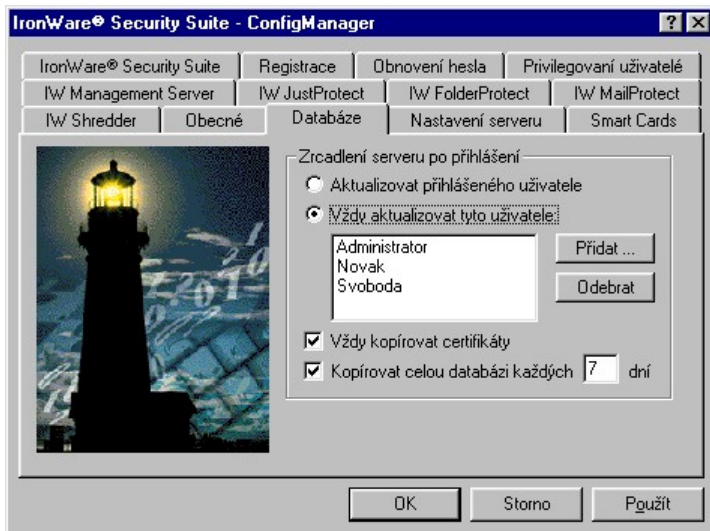 IronWare® Security Suite - ConfigManager
IronWare® Security Suite Registrace Obnovení hesla Privilegovaní uživatelé
IW Management Server IW JustProtect IW FolderProtect IW MailProtect
IW Shredder Obecné Databáze Nastavení serveru Smart Cards
Zrcadlení serveru po přihlášení
Aktualizovat přihlášeného uživatele
Vždy aktualizovat tyto uživatele:
Administrator
Novak
Svoboda
Přidat ...
Odebrat
Vždy kopírovat certifikáty
Kopírovat celou databázi každých 7 dní
OK Storno Použít